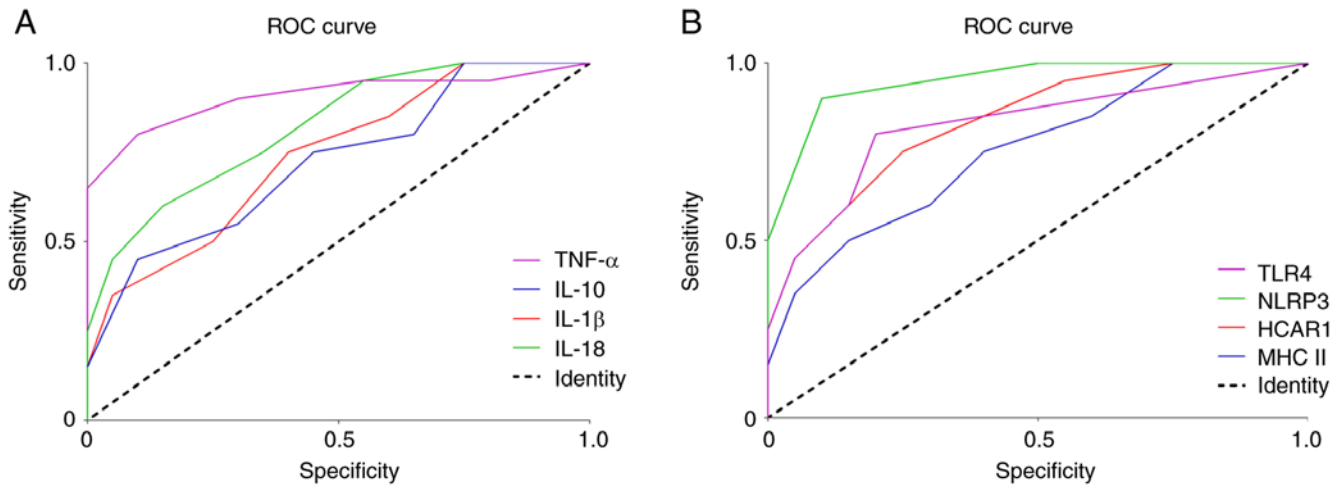 A
ROC curve
1.0
0.5
0
Sensitivity
TNF-α
IL-10
IL-1β
IL-18
Identity
0
0.5
1.0
Specificity
B
ROC curve
1.0
0.5
0
Sensitivity
TLR4
NLRP3
HCAR1
MHC II
Identity
0
0.5
1.0
Specificity